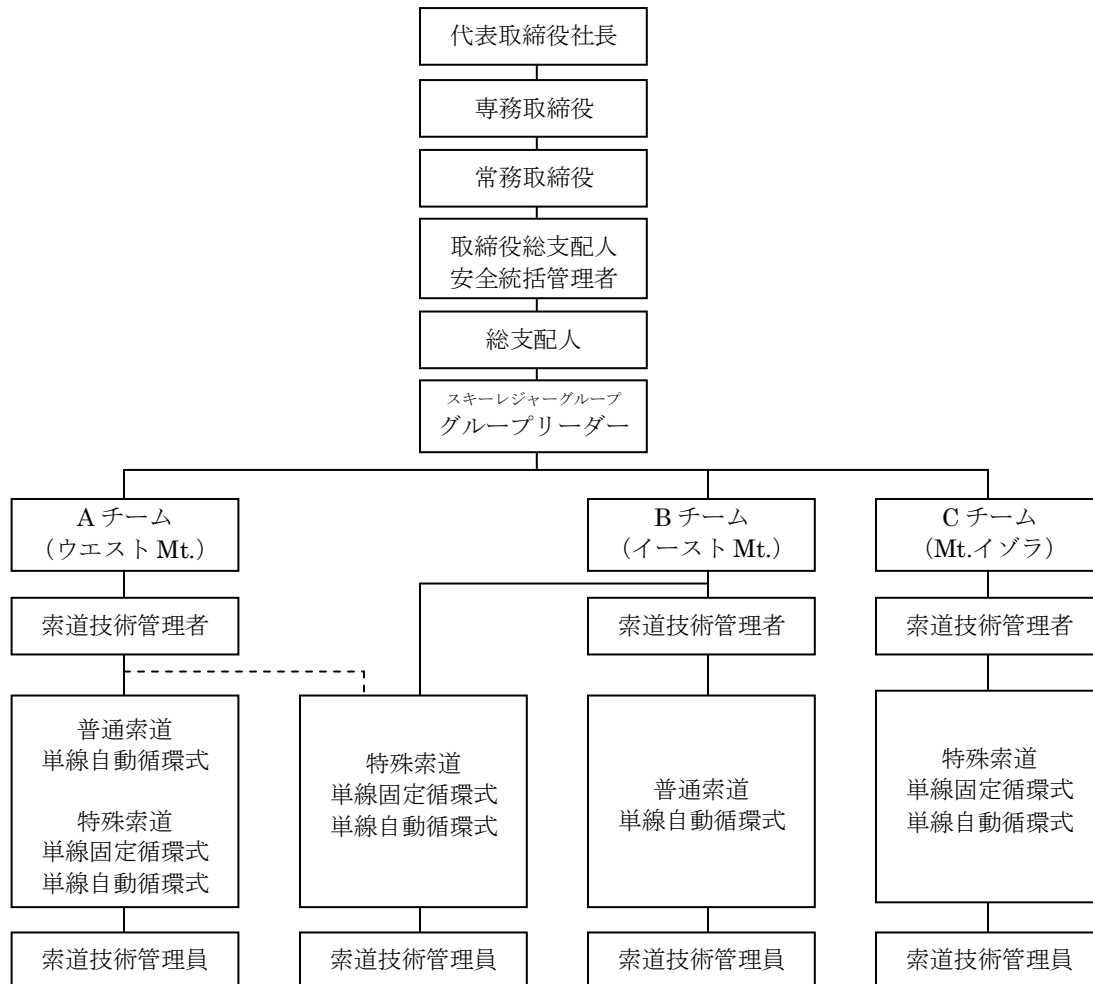 代表取締役社長
専務取締役
常務取締役
取締役総支配人
安全統括管理者
総支配人
スキーレジャーグループ
グループリーダー
A チーム
（ウエスト Mt.）
B チーム
（イースト Mt.）
C チーム
（Mt.イゾラ）
索道技術管理者
索道技術管理者
索道技術管理者
普通索道
単線自動循環式
特殊索道
単線固定循環式
単線自動循環式
特殊索道
単線固定循環式
単線自動循環式
普通索道
単線自動循環式
特殊索道
単線固定循環式
単線自動循環式
索道技術管理員
索道技術管理員
索道技術管理員
索道技術管理員